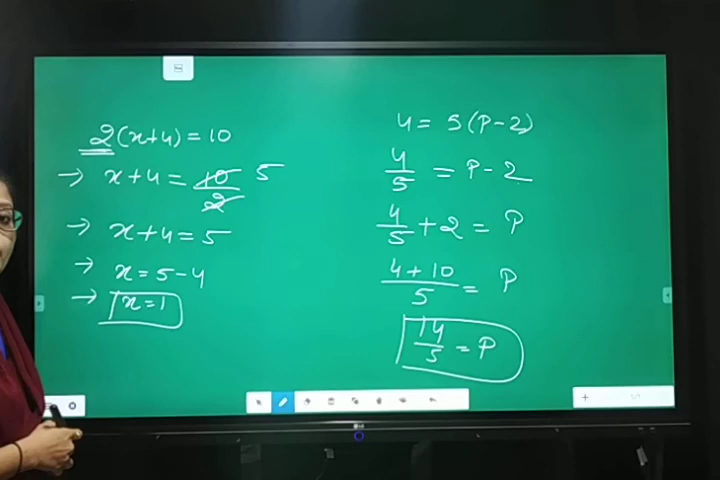 2(x+4) = 10
→ x+4 = 10/2 5
→ x+4 = 5
→ x = 5-4
→ x = 1
4 = 5(P-2)
4/5 = P-2
4/5 + 2 = P
4+10/5 = P
14/5 = P
LG